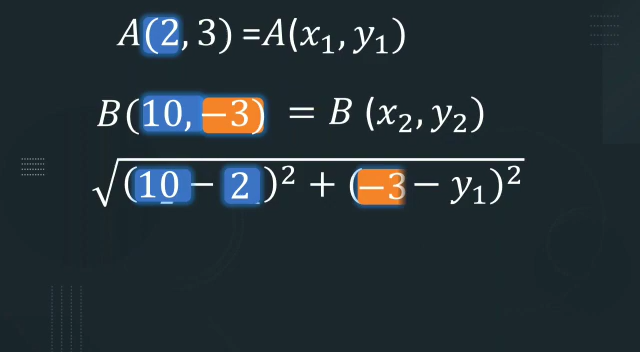 A(2, 3) =A(x₁, y₁)
B(10, −3) = B (x₂, y₂)
√(10 − 2 )² + (−3 − y₁)²